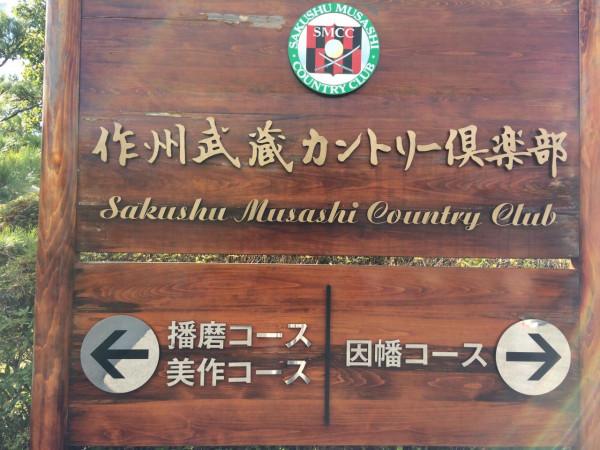 SAKUSHU MUSASHI
SMCC
COUNTRY CLUB
作州武蔵カントリー倶楽部
Sakushu Musashi Country Club
播磨コース
美作コース
因幡コース